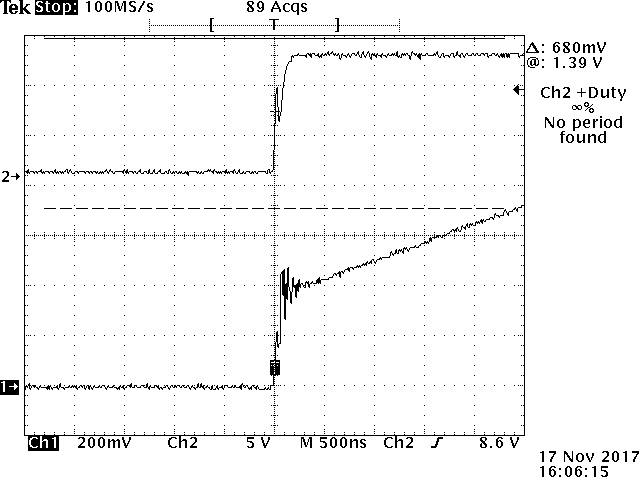 Tek Stop: 100MS/s 89 Acqs
[ T ]
Δ: 680mV
@: 1.39 V
Ch2 +Duty
∞%
No period
found
2→
1→
Ch1 200mV Ch2 5 V M 500ns Ch2 8.6 V
17 Nov 2017
16:06:15